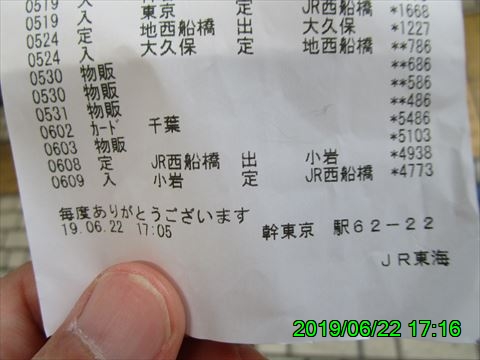 0519 入 東京 定 JR西船橋 *1668
0519 入 地西船橋 出 大久保 *1227
0524 定 大久保 定 地西船橋 **786
0524 入 **686
0530 物販 **586
0530 物販 **486
0531 物販 *5486
0602 カード 千葉 *5103
0603 物販 *4938
0608 定 JR西船橋 出 小岩 *4773
0609 入 小岩 定 JR西船橋
毎度ありがとうございます
19.06.22 17:05 幹東京 駅62-22
JR東海
2019/06/22 17:16